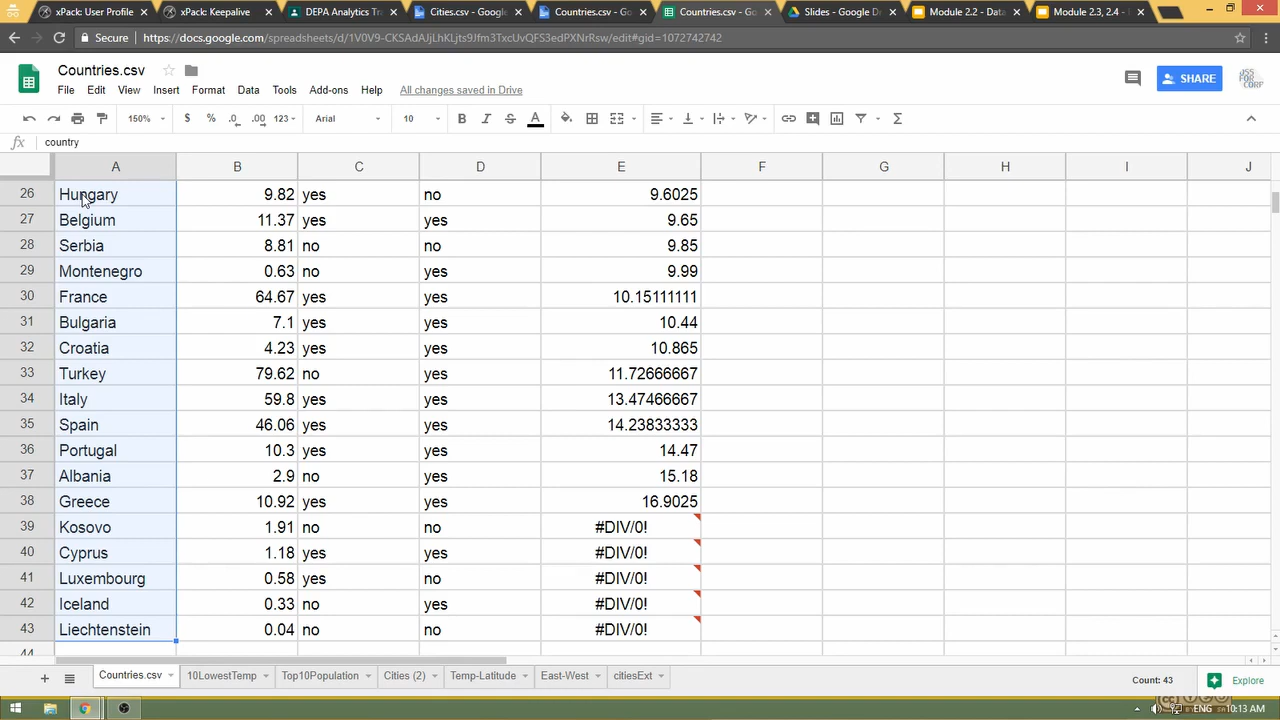 xPack: User Profile
xPack: Keepalive
DEPA Analytics Tr
Cities.csv - Google
Countries.csv - Go
Countries.csv - Go
Slides - Google D
Module 2.2 - Data
Module 2.3, 2.4 - F
Secure https://docs.google.com/spreadsheets/d/1V0V9-CKSAdAJjLhKLjts9Jfm3TxcUvQFS3edPXNrRsw/edit#gid=1072742742
Countries.csv
File Edit View Insert Format Data Tools Add-ons Help All changes saved in Drive
SHARE
150% $ % .0 .00 123 Arial 10 B I S A
fx country
A B C D E F G H I J
26 Hungary 9.82 yes no 9.6025
27 Belgium 11.37 yes yes 9.65
28 Serbia 8.81 no no 9.85
29 Montenegro 0.63 no yes 9.99
30 France 64.67 yes yes 10.15111111
31 Bulgaria 7.1 yes yes 10.44
32 Croatia 4.23 yes yes 10.865
33 Turkey 79.62 no yes 11.72666667
34 Italy 59.8 yes yes 13.47466667
35 Spain 46.06 yes yes 14.23833333
36 Portugal 10.3 yes yes 14.47
37 Albania 2.9 no yes 15.18
38 Greece 10.92 yes yes 16.9025
39 Kosovo 1.91 no no #DIV/0!
40 Cyprus 1.18 yes yes #DIV/0!
41 Luxembourg 0.58 yes no #DIV/0!
42 Iceland 0.33 no yes #DIV/0!
43 Liechtenstein 0.04 no no #DIV/0!
44
Countries.csv 10LowestTemp Top10Population Cities (2) Temp-Latitude East-West citiesExt Count: 43 Explore
ENG 10:13 AM